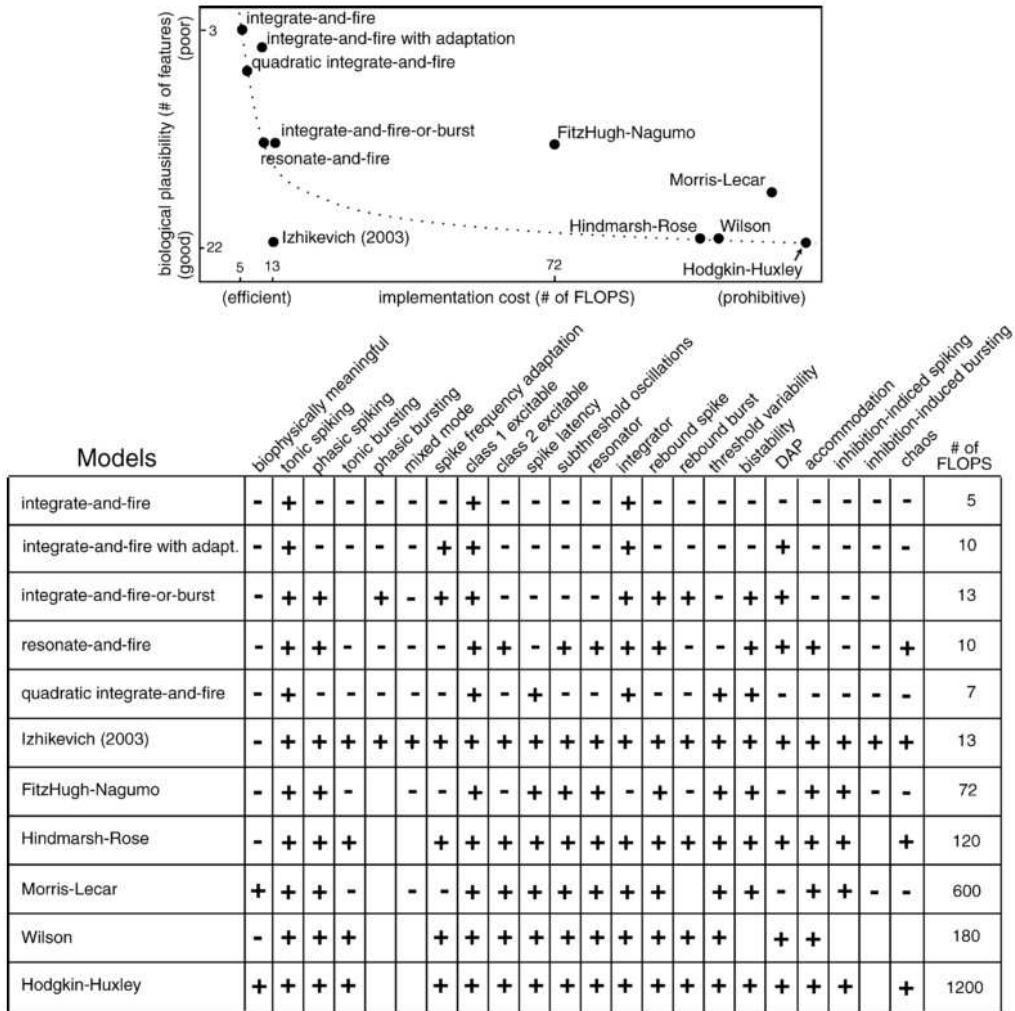 3
(poor)
biological plausibility (# of features)
22
(good)
integrate-and-fire
integrate-and-fire with adaptation
quadratic integrate-and-fire
integrate-and-fire-or-burst
resonate-and-fire
FitzHugh-Nagumo
Morris-Lecar
Izhikevich (2003)
Hindmarsh-Rose Wilson
Hodgkin-Huxley
5 13 72
(efficient) implementation cost (# of FLOPS) (prohibitive)
Models
biophysically meaningful
tonic spiking
phasic spiking
tonic bursting
phasic bursting
mixed mode
spike frequency adaptation
class 1 excitable
class 2 excitable
spike latency
subthreshold oscillations
resonator
integrator
rebound spike
rebound burst
threshold variability
bistability
DAP
accommodation
inhibition-indiced spiking
inhibition-induced bursting
chaos
# of
FLOPS
integrate-and-fire - + - - - - - + - - - - + - - - - - - - - - 5
integrate-and-fire with adapt. - + - - - - + + - - - - + - - - - + - - - - 10
integrate-and-fire-or-burst - + + + - + + - - - - + + + - + + - - - 13
resonate-and-fire - + + - - - - + + - + + + + - - + + + - - + 10
quadratic integrate-and-fire - + - - - - - + - + - - + - - + + - - - - - 7
Izhikevich (2003) - + + + + + + + + + + + + + + + + + + + + + 13
FitzHugh-Nagumo - + + - - - + - + + + - + - + + - + + - - 72
Hindmarsh-Rose - + + + + + + + + + + + + + + + + + + 120
Morris-Lecar + + + - - - + + + + + + + + + - + + - - 600
Wilson - + + + + + + + + + + + + + + + 180
Hodgkin-Huxley + + + + + + + + + + + + + + + + + + + 1200